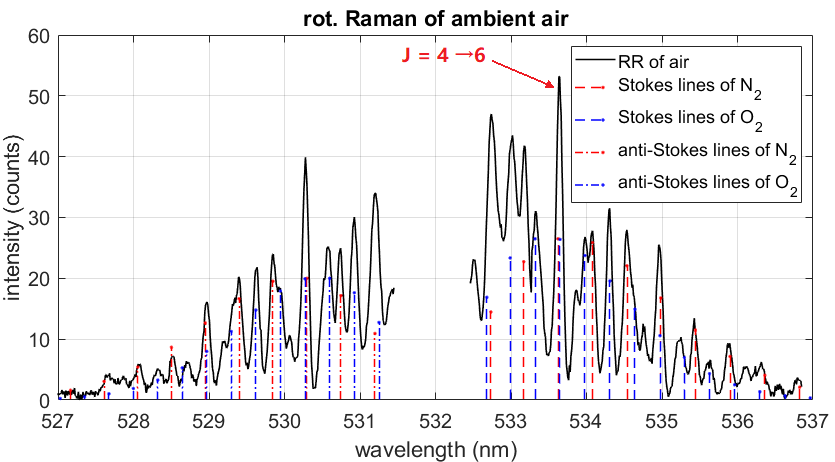 rot. Raman of ambient air
J = 4 →6
RR of air
Stokes lines of N2
Stokes lines of O2
anti-Stokes lines of N2
anti-Stokes lines of O2
60
50
40
30
20
10
0
intensity (counts)
527 528 529 530 531 532 533 534 535 536 537
wavelength (nm)